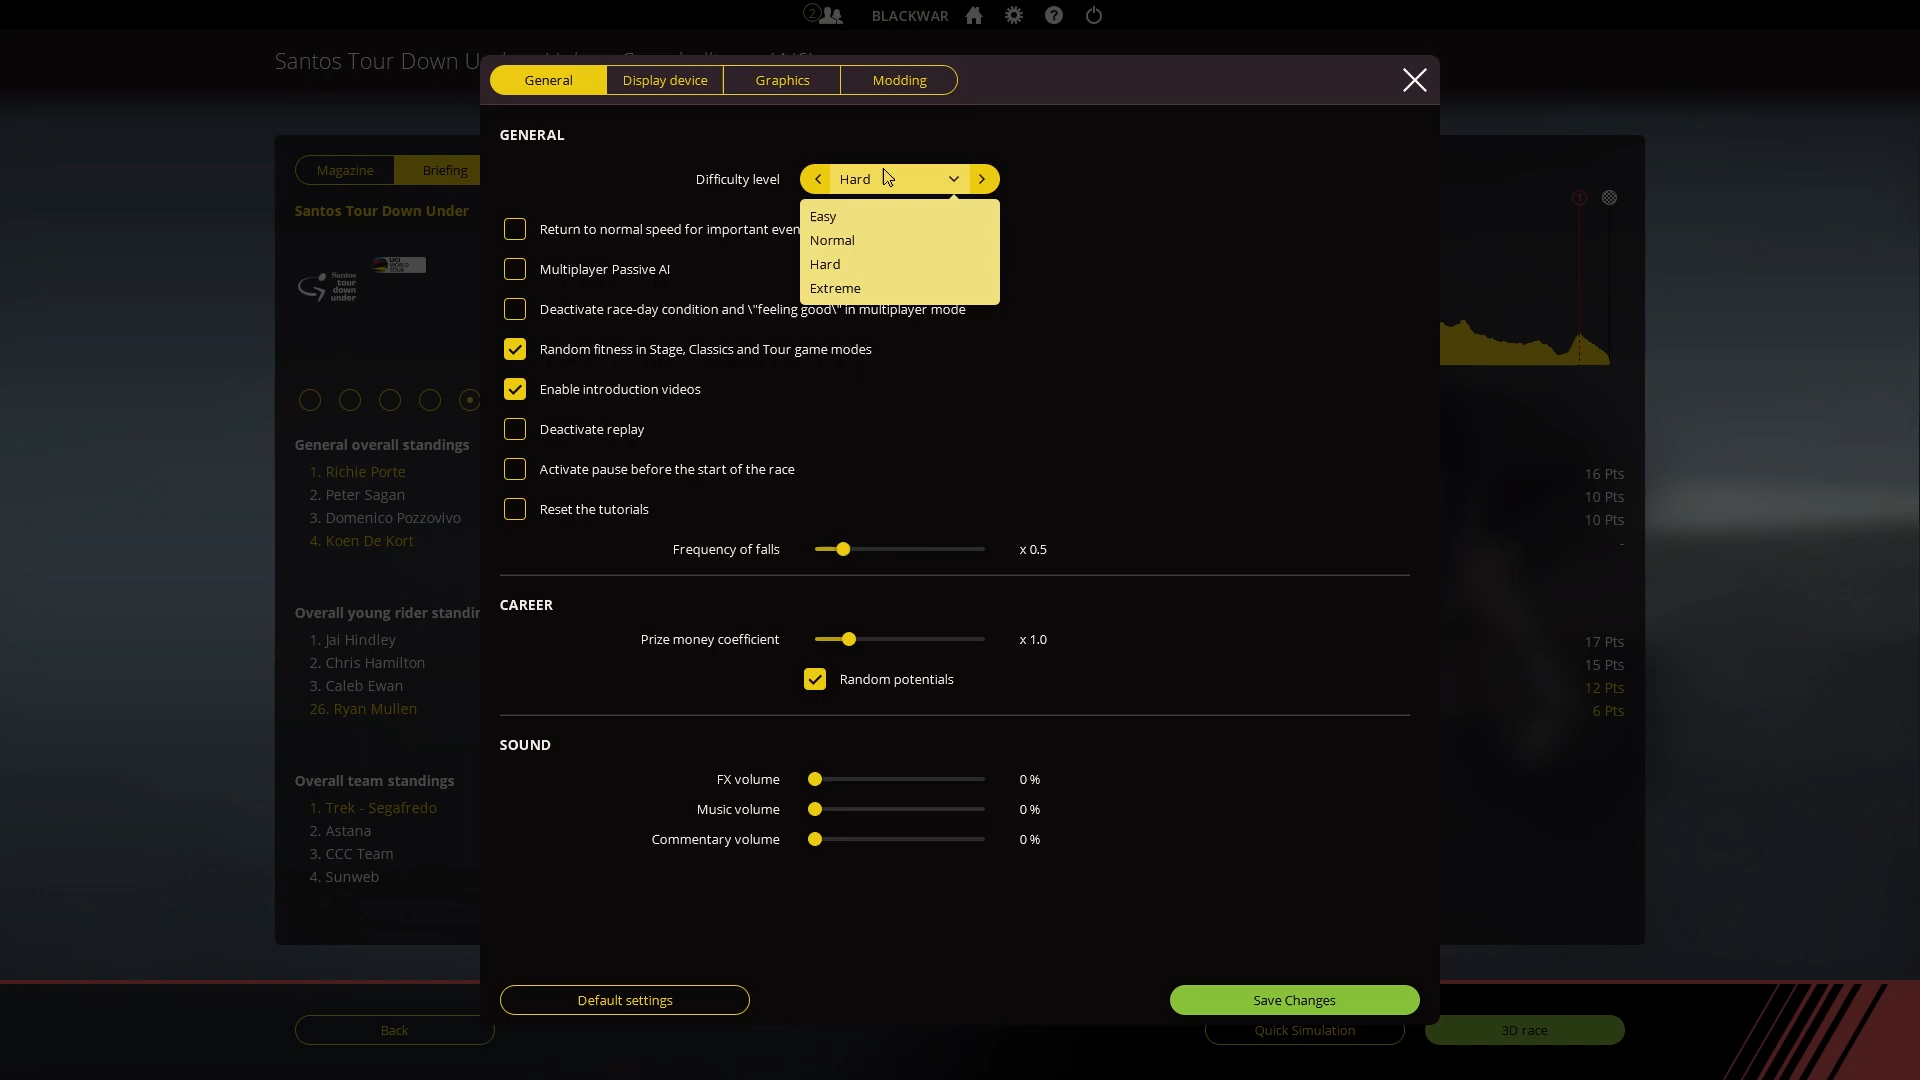 2
BLACKWAR
Santos Tour Down U
General
Display device
Graphics
Modding
GENERAL
Magazine
Briefing
Difficulty level
Hard
Santos Tour Down Under
Easy
Normal
Hard
Extreme
Return to normal speed for important even
Multiplayer Passive AI
Deactivate race-day condition and \"feeling good\" in multiplayer mode
Random fitness in Stage, Classics and Tour game modes
Enable introduction videos
Deactivate replay
Activate pause before the start of the race
Reset the tutorials
Frequency of falls
x 0.5
Santos
tour
down
under
UCI
WORLD
TOUR
General overall standings
1. Richie Porte
16 Pts
2. Peter Sagan
10 Pts
3. Domenico Pozzovivo
10 Pts
4. Koen De Kort
-
CAREER
Prize money coefficient
x 1.0
Random potentials
Overall young rider standin
1. Jai Hindley
17 Pts
2. Chris Hamilton
15 Pts
3. Caleb Ewan
12 Pts
26. Ryan Mullen
6 Pts
SOUND
FX volume
0 %
Music volume
0 %
Commentary volume
0 %
Overall team standings
1. Trek - Segafredo
2. Astana
3. CCC Team
4. Sunweb
Default settings
Save Changes
Back
Quick Simulation
3D race